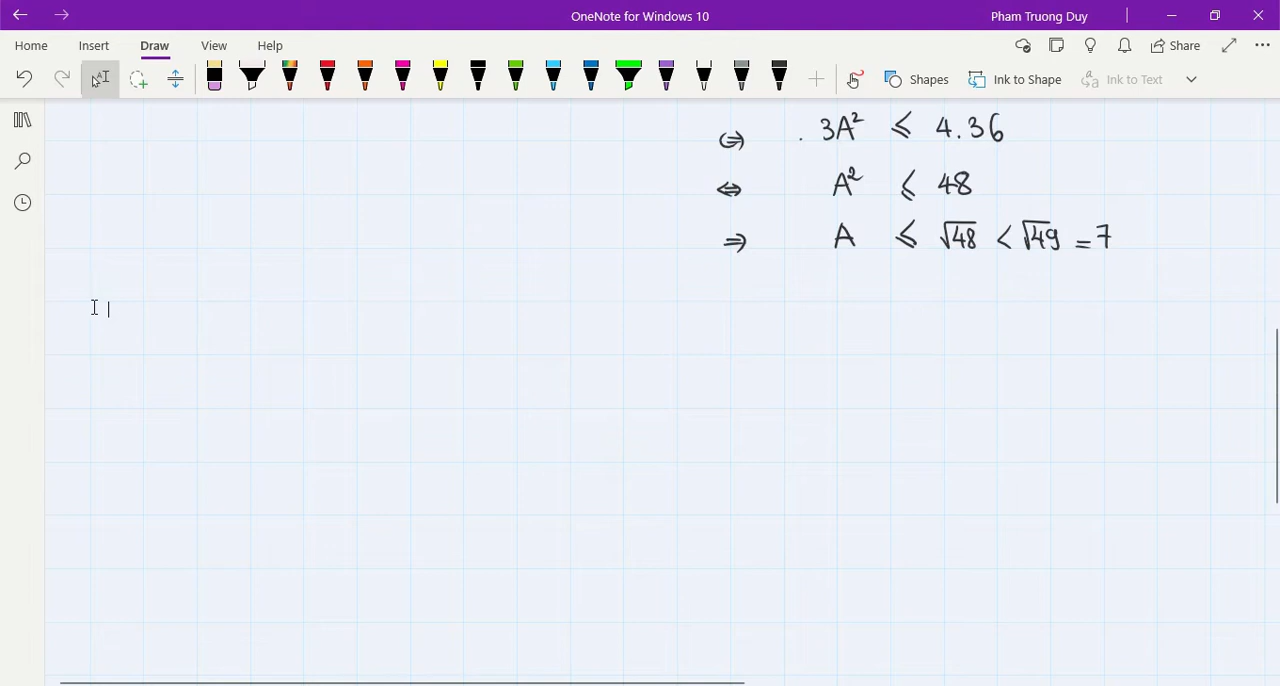 OneNote for Windows 10
Pham Truong Duy
Home Insert Draw View Help
Share
Shapes Ink to Shape Ink to Text
⇔ . 3A² ⩽ 4.36
⇔ A² ⩽ 48
⇒ A ⩽ √48 < √49 = 7